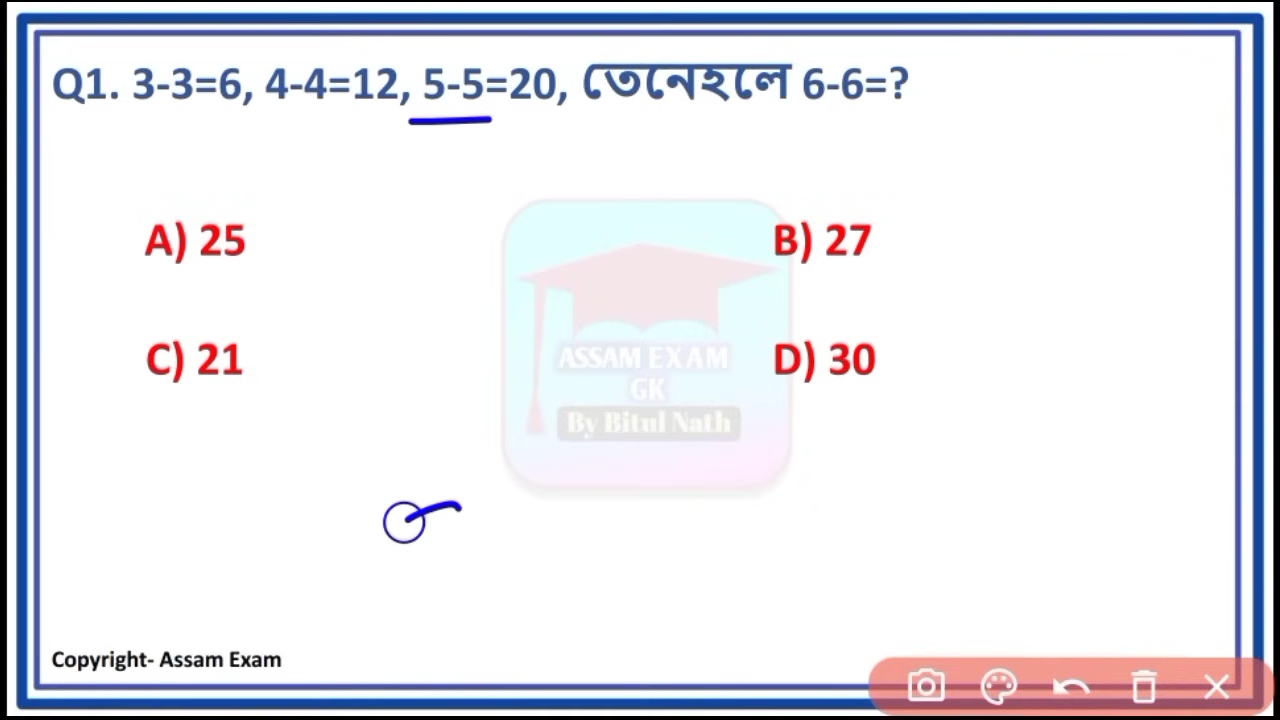 Q1. 3-3=6, 4-4=12, 5-5=20, তেনেহলে 6-6=?
A) 25
B) 27
C) 21
D) 30
ASSAM EXAM
GK
By Bitul Nath
Copyright- Assam Exam